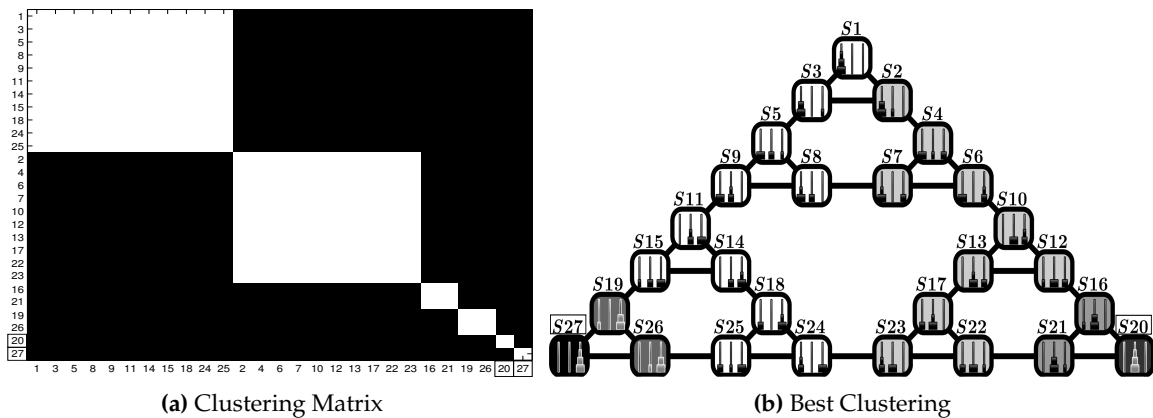 1
3
5
8
9
11
14
15
18
24
25
2
4
6
7
10
12
13
17
22
23
16
21
19
26
20
27
1 3 5 8 9 11 14 15 18 24 25 2 4 6 7 10 12 13 17 22 23 16 21 19 26 20 27
(a) Clustering Matrix
S1
S3 S2
S5 S4
S9 S8 S7 S6
S11 S10
S15 S14 S13 S12
S19 S18 S17 S16
S27 S26 S25 S24 S23 S22 S21 S20
(b) Best Clustering